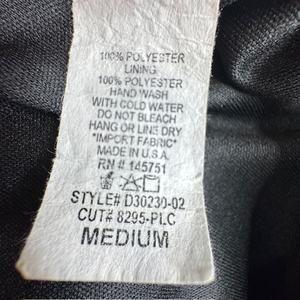 100% POLYESTER
LINING
100% POLYESTER
HAND WASH
WITH COLD WATER
DO NOT BLEACH
HANG OR LINE DRY
*IMPORT FABRIC*
MADE IN U.S.A.
RN # 145751
STYLE# D30230-02
CUT# 8295-PLC
MEDIUM